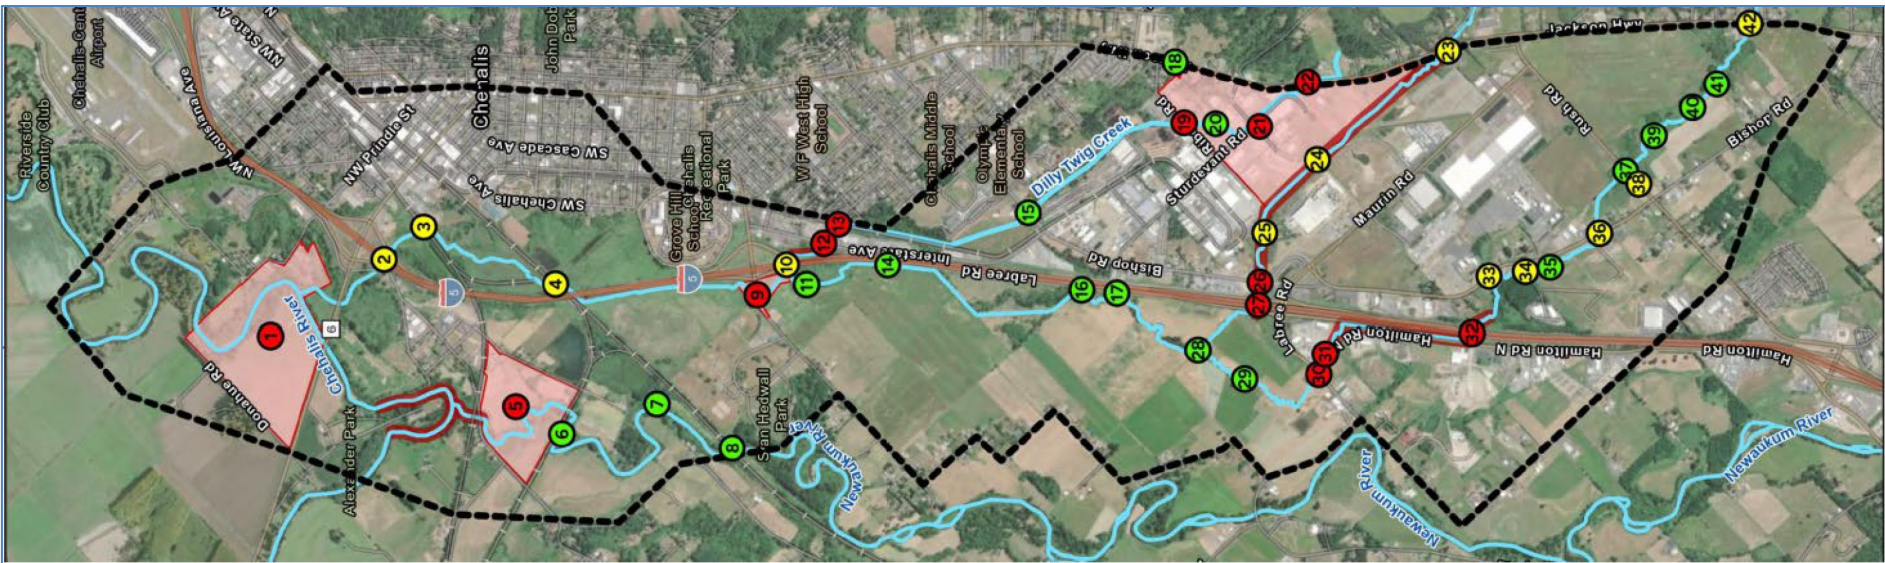 Riverside
Country Club
Chehalis-Cent
Airport
NW State Av
N
NW Louisiana Ave
NW Prindle St
Chehalis
John Dob
Park
SW Cascade Ave
SW Chehalis Ave
Grove Hill
School
Chehalis
Recreational
Park
W F West High
School
Chehalis Middle
School
Olympic
Elementary
School
Dilly Twig Creek
Rd
Sturdevant Rd
Jackson Hwy
Rush Rd
Bishop Rd
Maurin Rd
Bishop Rd
Interstate Ave
Labree Rd
Labree Rd
Hamilton Rd N
Hamilton Rd N
Hamilton Rd
Hamilton Rd
Chehalis River
Donahue Rd
Alexander Park
6
5
5
Stan Hedwall
Park
Newaukum River
Newaukum River
Newaukum River
1
2
3
4
5
6
7
8
9
10
11
12
13
14
15
16
17
18
19
20
21
22
23
24
25
26
27
28
29
30
31
32
33
34
35
36
37
38
39
40
41
42